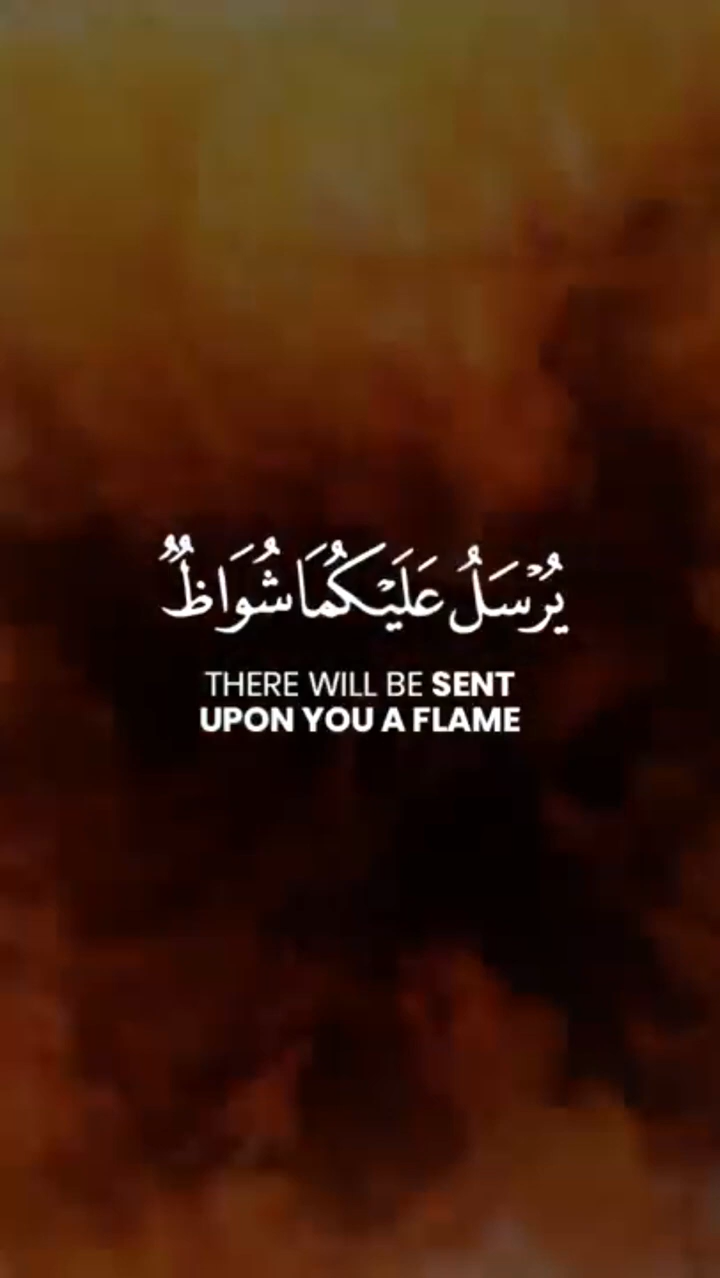 يُرْسَلُ عَلَيْكُمَا شُوَاظٌ
THERE WILL BE SENT
UPON YOU A FLAME